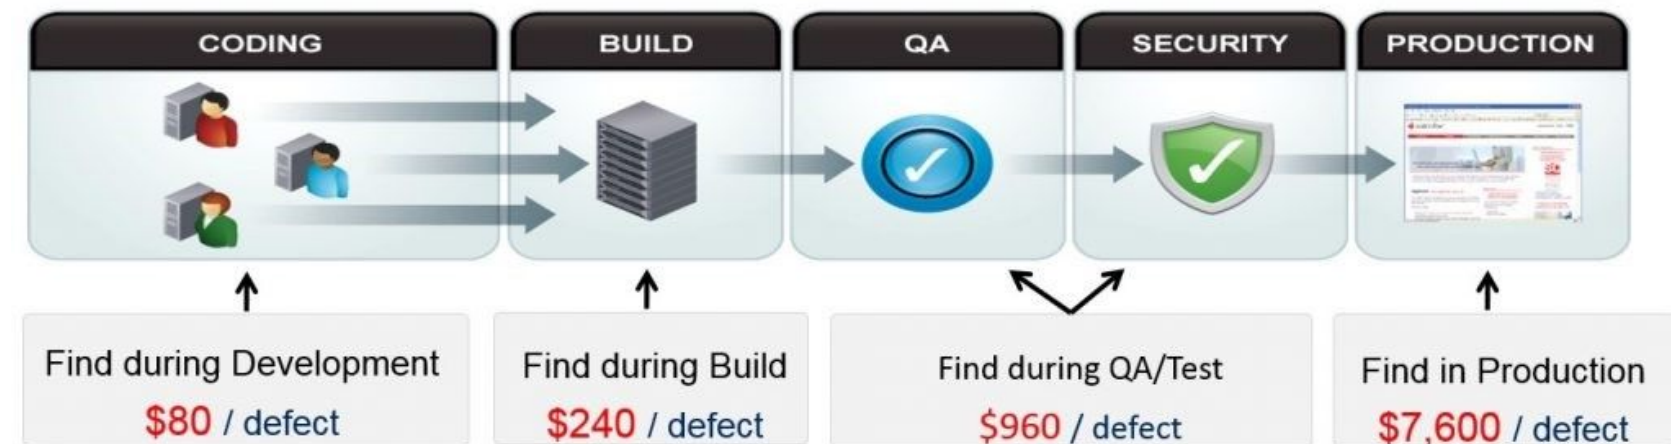 CODING
BUILD
QA
SECURITY
PRODUCTION
Find during Development
$80 / defect
Find during Build
$240 / defect
Find during QA/Test
$960 / defect
Find in Production
$7,600 / defect